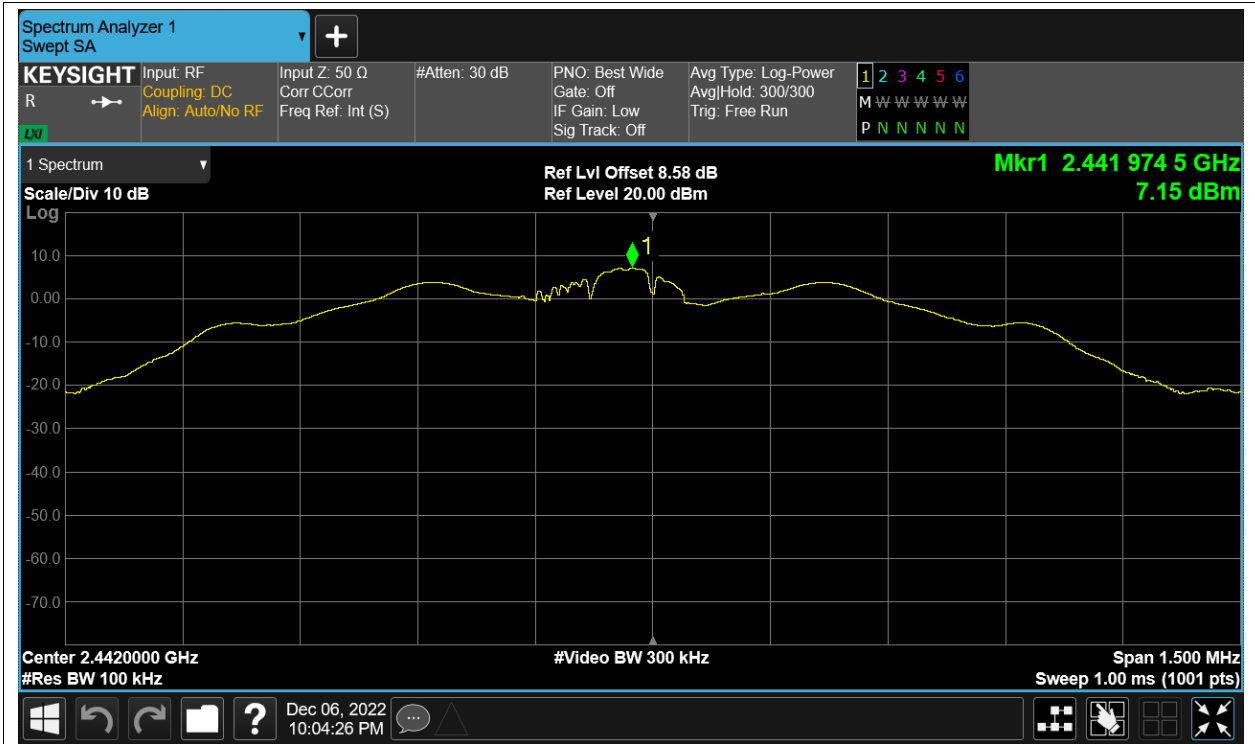 Spectrum Analyzer 1
Swept SA
KEYSIGHT
R
LXI
Input: RF
Coupling: DC
Align: Auto/No RF
Input Z: 50 Ω
Corr CCorr
Freq Ref: Int (S)
#Atten: 30 dB
PNO: Best Wide
Gate: Off
IF Gain: Low
Sig Track: Off
Avg Type: Log-Power
Avg|Hold: 300/300
Trig: Free Run
1 2 3 4 5 6
M W W W W W
P N N N N N
1 Spectrum
Scale/Div 10 dB
Log
Ref Lvl Offset 8.58 dB
Ref Level 20.00 dBm
Mkr1 2.441 974 5 GHz
7.15 dBm
1
10.0
0.00
-10.0
-20.0
-30.0
-40.0
-50.0
-60.0
-70.0
Center 2.4420000 GHz
#Res BW 100 kHz
#Video BW 300 kHz
Span 1.500 MHz
Sweep 1.00 ms (1001 pts)
?
Dec 06, 2022
10:04:26 PM